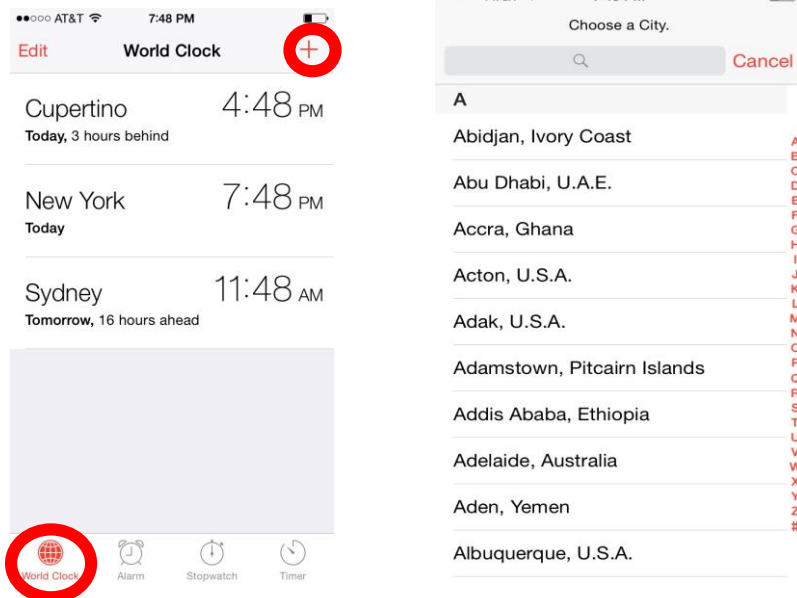 AT&T 7:48 PM
Edit World Clock +
Cupertino 4:48 PM
Today, 3 hours behind
New York 7:48 PM
Today
Sydney 11:48 AM
Tomorrow, 16 hours ahead
World Clock Alarm Stopwatch Timer
Choose a City.
Cancel
A
Abidjan, Ivory Coast
Abu Dhabi, U.A.E.
Accra, Ghana
Acton, U.S.A.
Adak, U.S.A.
Adamstown, Pitcairn Islands
Addis Ababa, Ethiopia
Adelaide, Australia
Aden, Yemen
Albuquerque, U.S.A.
A
B
C
D
E
F
G
H
I
J
K
L
M
N
O
P
Q
R
S
T
U
V
W
X
Y
Z
#